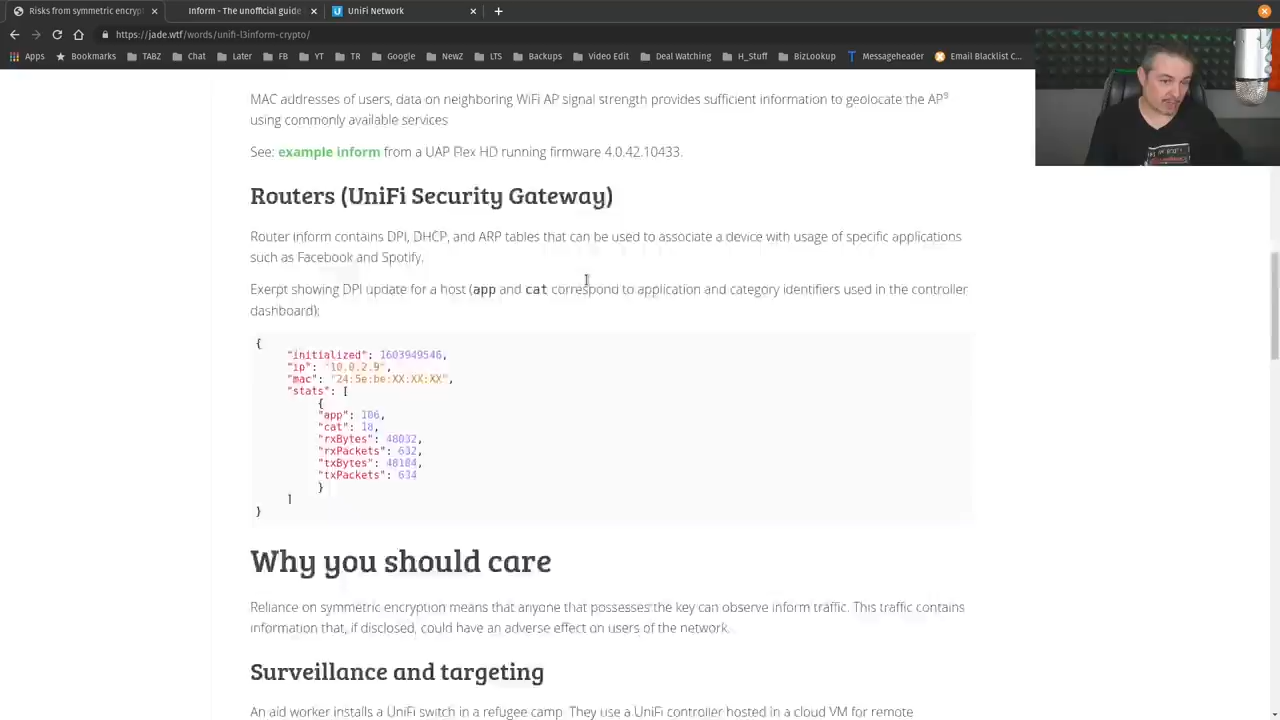 Risks from symmetric encrypt
Inform - The unofficial guide
UniFi Network
https://jade.wtf/words/unifi-l3inform-crypto/
Apps Bookmarks TABZ Chat Later FB YT TR Google NewZ LTS Backups Video Edit Deal Watching H_Stuff BizLookup Messageheader Email Blacklist C...
MAC addresses of users, data on neighboring WiFi AP signal strength provides sufficient information to geolocate the AP⁹
using commonly available services
See: example inform from a UAP Flex HD running firmware 4.0.42.10433.
Routers (UniFi Security Gateway)
Router inform contains DPI, DHCP, and ARP tables that can be used to associate a device with usage of specific applications
such as Facebook and Spotify.
Exerpt showing DPI update for a host (app and cat correspond to application and category identifiers used in the controller
dashboard):
{
"initialized": 1603949546,
"ip": "10.0.2.9",
"mac": "24:5e:be:XX:XX:XX",
"stats": [
{
"app": 106,
"cat": 18,
"rxBytes": 48032,
"rxPackets": 632,
"txBytes": 48184,
"txPackets": 634
}
]
}
Why you should care
Reliance on symmetric encryption means that anyone that possesses the key can observe inform traffic. This traffic contains
information that, if disclosed, could have an adverse effect on users of the network.
Surveillance and targeting
An aid worker installs a UniFi switch in a refugee camp. They use a UniFi controller hosted in a cloud VM for remote